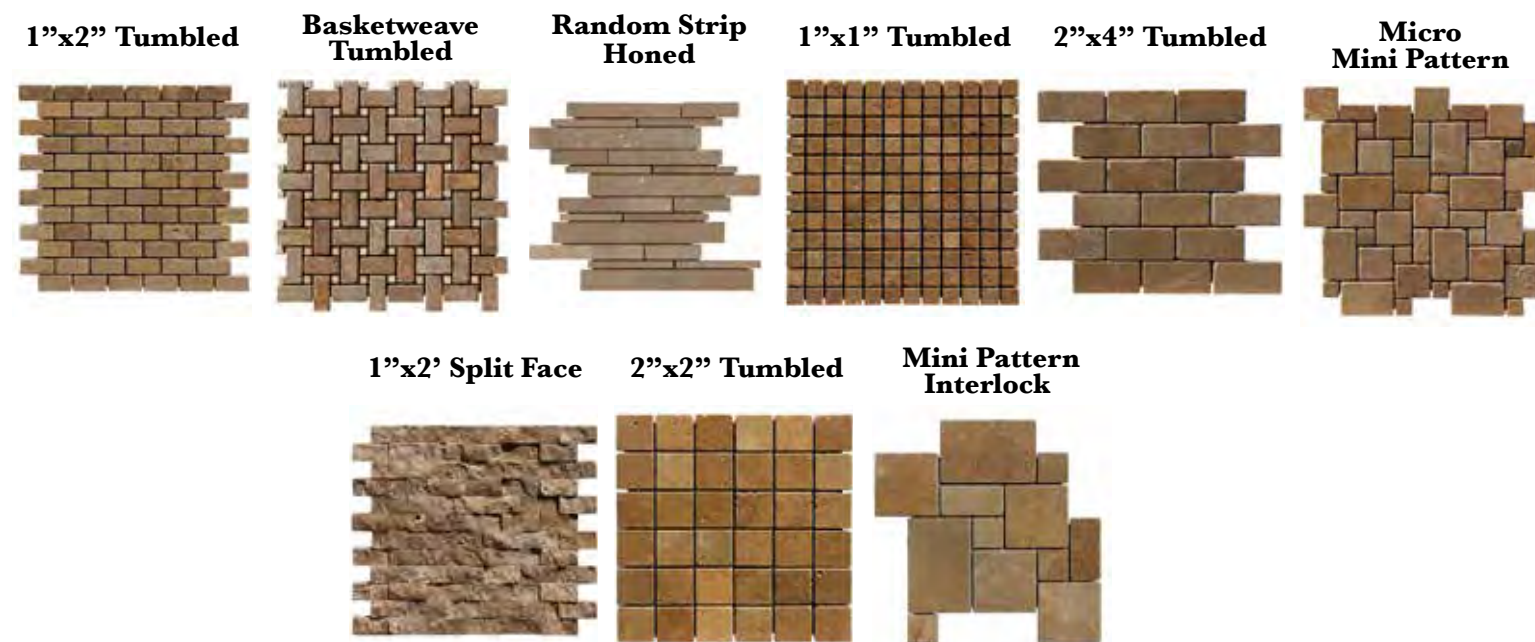 1”x2” Tumbled
Basketweave
Tumbled
Random Strip
Honed
1”x1” Tumbled
2”x4” Tumbled
Micro
Mini Pattern
1”x2’ Split Face
2”x2” Tumbled
Mini Pattern
Interlock